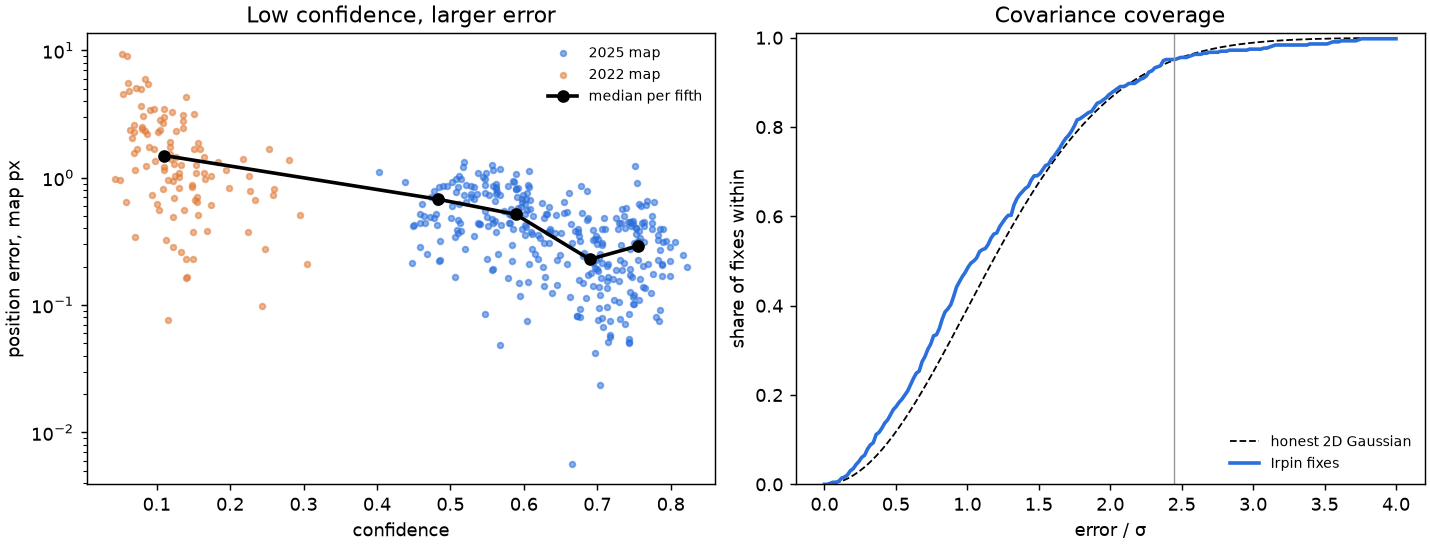 Low confidence, larger error
2025 map
2022 map
median per fifth
position error, map px
10¹
10⁰
10⁻¹
10⁻²
0.1 0.2 0.3 0.4 0.5 0.6 0.7 0.8
confidence
Covariance coverage
share of fixes within
1.0
0.8
0.6
0.4
0.2
0.0
honest 2D Gaussian
Irpin fixes
0.0 0.5 1.0 1.5 2.0 2.5 3.0 3.5 4.0
error / σ